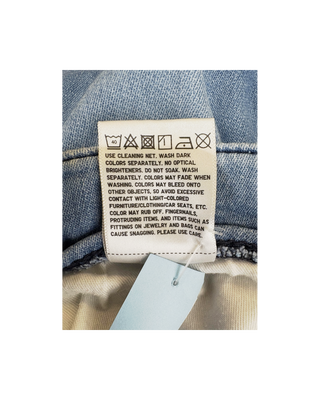 USE CLEANING NET. WASH DARK
COLORS SEPARATELY. NO OPTICAL
BRIGHTENERS. DO NOT SOAK. WASH
SEPARATELY. COLORS MAY FADE WHEN
WASHING. COLORS MAY BLEED ONTO
OTHER OBJECTS, SO AVOID EXCESSIVE
CONTACT WITH LIGHT-COLORED
FURNITURE/CLOTHING/CAR SEATS, ETC.
COLOR MAY RUB OFF. FINGERNAILS,
PROTRUDING PRINTS, AND ITEMS SUCH AS
FITTINGS ON JEWELRY AND BAGS CAN
CAUSE SNAGGING. PLEASE USE CARE.